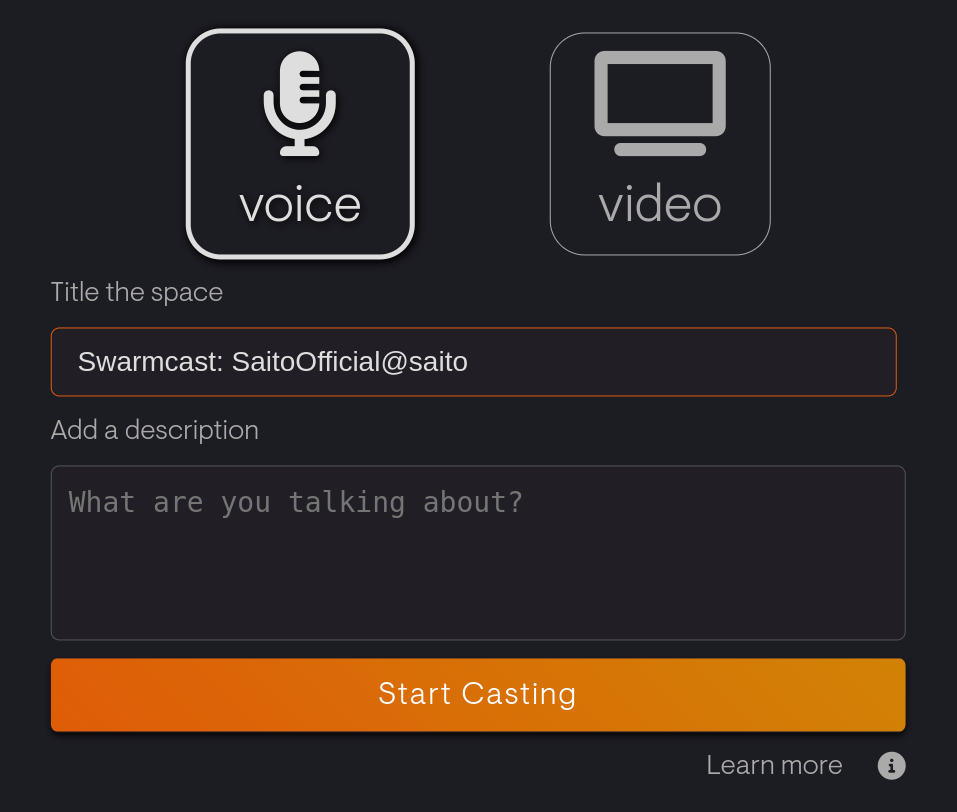 voice
video
Title the space
Swarmcast: SaitoOfficial@saito
Add a description
What are you talking about?
Start Casting
Learn more